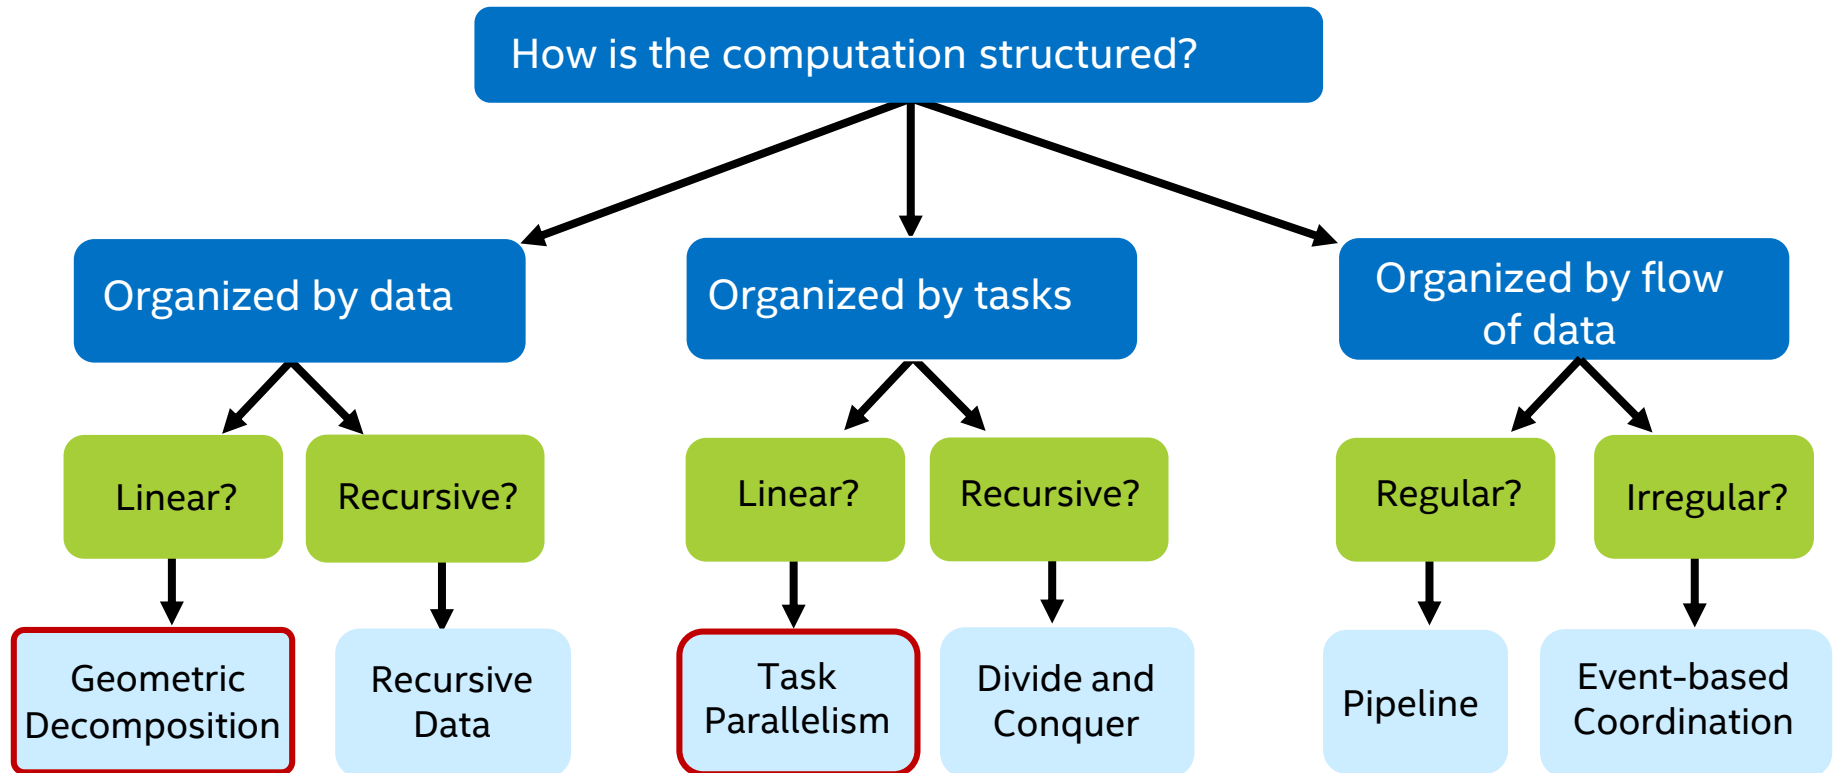 How is the computation structured?
Organized by data
Organized by tasks
Organized by flow
of data
Linear?
Recursive?
Linear?
Recursive?
Regular?
Irregular?
Geometric
Decomposition
Recursive
Data
Task
Parallelism
Divide and
Conquer
Pipeline
Event-based
Coordination